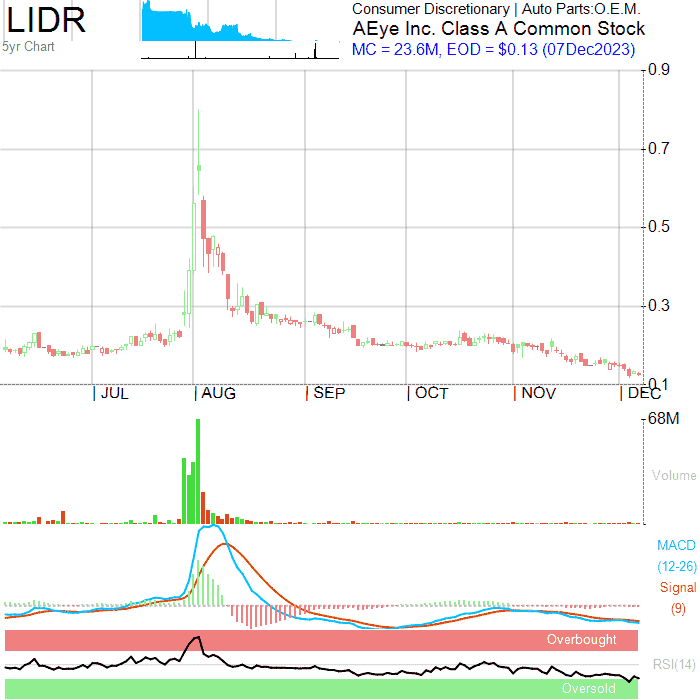 LIDR
5yr Chart
Consumer Discretionary | Auto Parts:O.E.M.
AEye Inc. Class A Common Stock
MC = 23.6M, EOD = $0.13 (07Dec2023)
0.9
0.7
0.5
0.3
0.1
JUL AUG SEP OCT NOV DEC
68M
Volume
MACD
(12-26)
Signal
(9)
Overbought
RSI(14)
Oversold